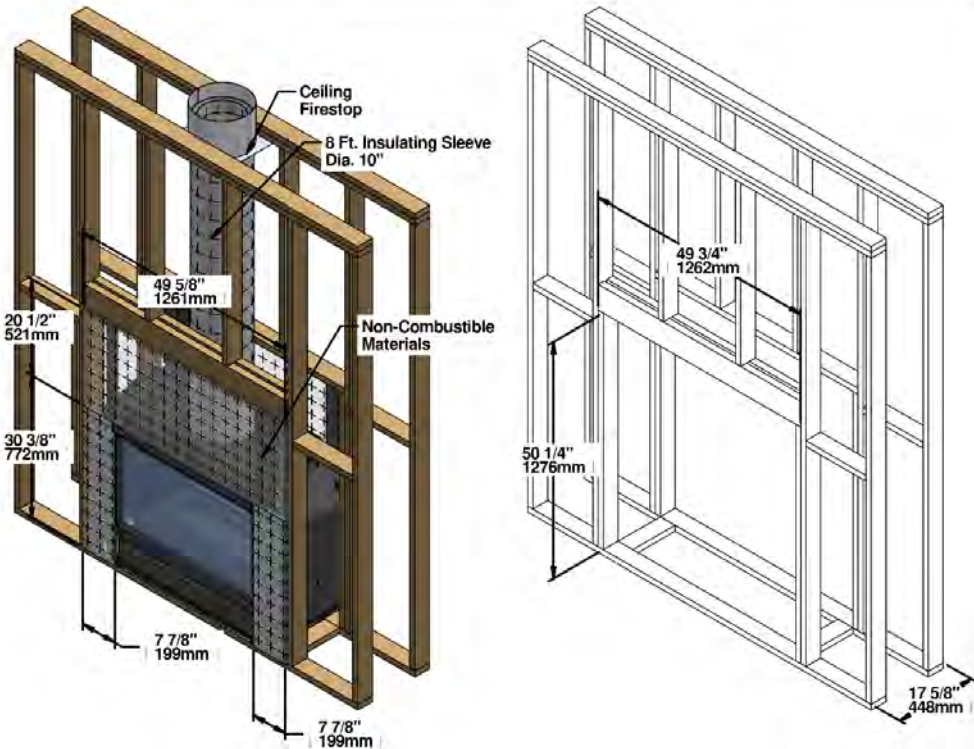 Ceiling
Firestop
8 Ft. Insulating Sleeve
Dia. 10"
49 5/8"
1261mm
20 1/2"
521mm
Non-Combustible
Materials
30 3/8"
772mm
7 7/8"
199mm
7 7/8"
199mm
49 3/4"
1262mm
50 1/4"
1276mm
17 5/8"
448mm